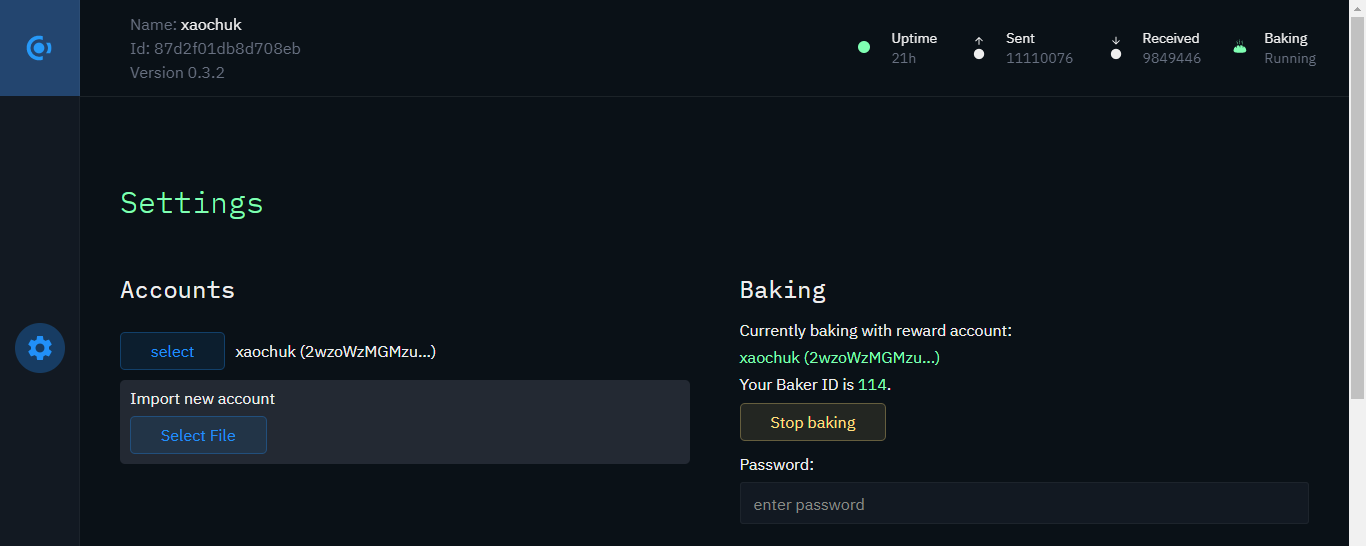 Name: xaochuk
Id: 87d2f01db8d708eb
Version 0.3.2
Uptime
21h
Sent
11110076
Received
9849446
Baking
Running
Settings
Accounts
select
xaochuk (2wzoWzMGMzu...)
Import new account
Select File
Baking
Currently baking with reward account:
xaochuk (2wzoWzMGMzu...)
Your Baker ID is 114.
Stop baking
Password:
enter password